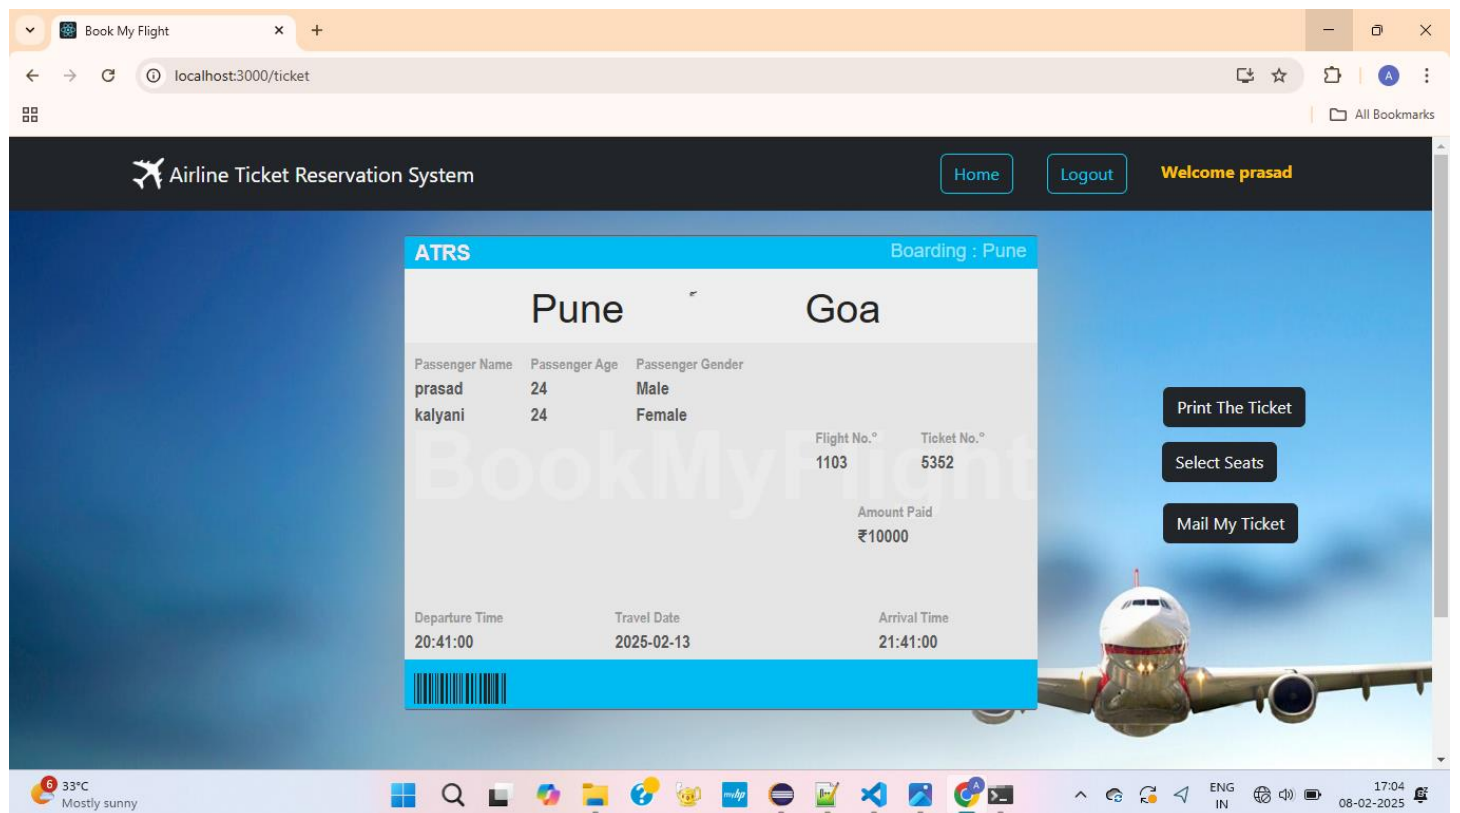 Book My Flight
localhost:3000/ticket
All Bookmarks
Airline Ticket Reservation System Home Logout Welcome prasad
ATRS Boarding : Pune
Pune Goa
Passenger Name Passenger Age Passenger Gender
prasad 24 Male
kalyani 24 Female
BookMyFlight
Flight No.° Ticket No.°
1103 5352
Amount Paid
₹10000
Departure Time Travel Date Arrival Time
20:41:00 2025-02-13 21:41:00
Print The Ticket
Select Seats
Mail My Ticket
6
33°C
Mostly sunny
myhp
A
ENG
IN
17:04
08-02-2025